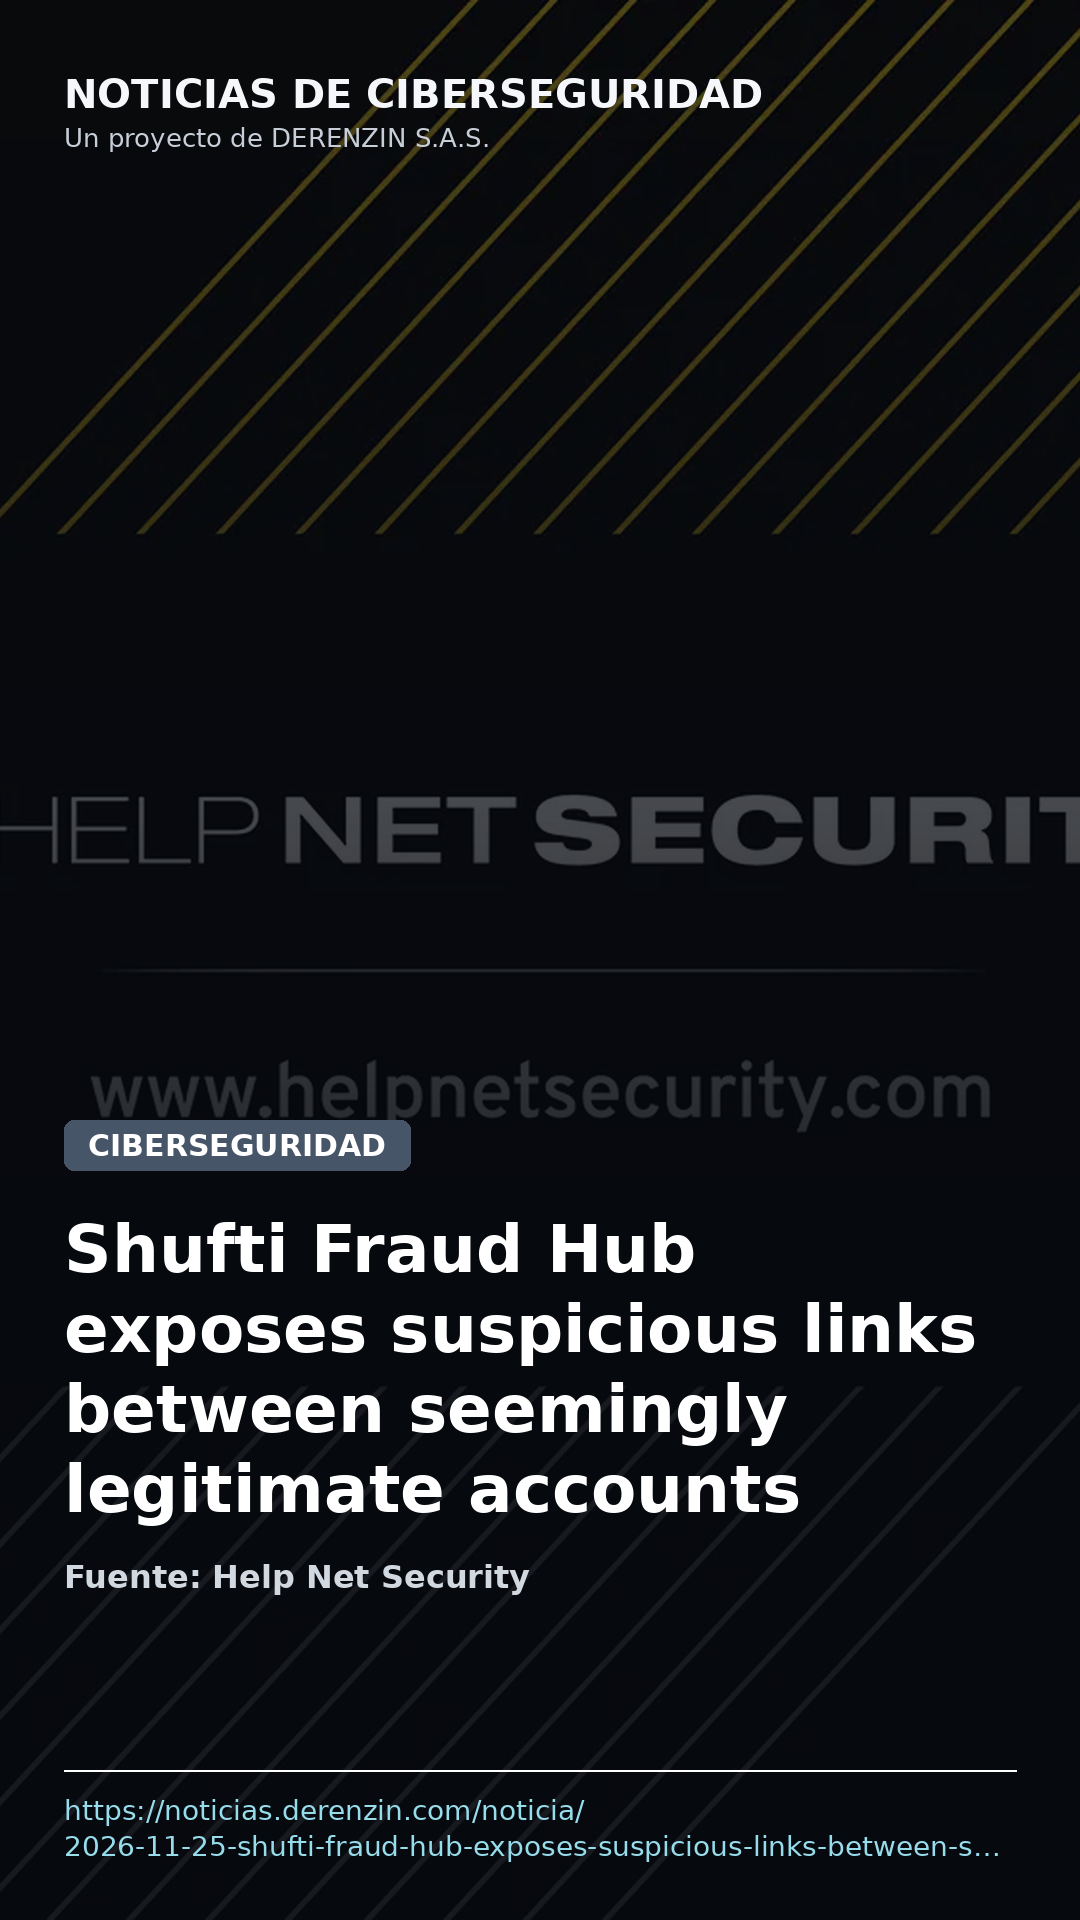 NOTICIAS DE CIBERSEGURIDAD
Un proyecto de DERENZIN S.A.S.
HELP NET SECURIT
www.helpnetsecurity.com
CIBERSEGURIDAD
Shufti Fraud Hub
exposes suspicious links
between seemingly
legitimate accounts
Fuente: Help Net Security
https://noticias.derenzin.com/noticia/
2026-11-25-shufti-fraud-hub-exposes-suspicious-links-between-s...